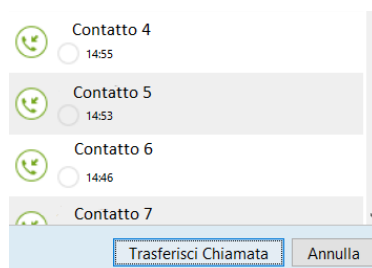 Contatto 4
14:55
Contatto 5
14:53
Contatto 6
14:46
Contatto 7
Trasferisci Chiamata Annulla